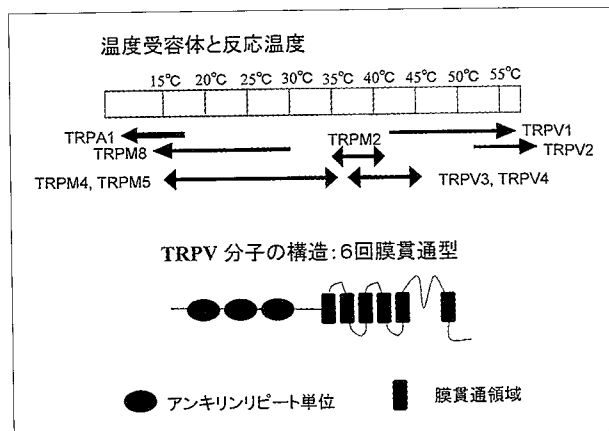 温度受容体と反応温度
15℃ 20℃ 25℃ 30℃ 35℃ 40℃ 45℃ 50℃ 55℃
TRPA1 TRPM2 TRPV1
TRPM8 TRPV2
TRPM4, TRPM5 TRPV3, TRPV4
TRPV 分子の構造:6回膜貫通型
アンキリンリピート単位 膜貫通領域